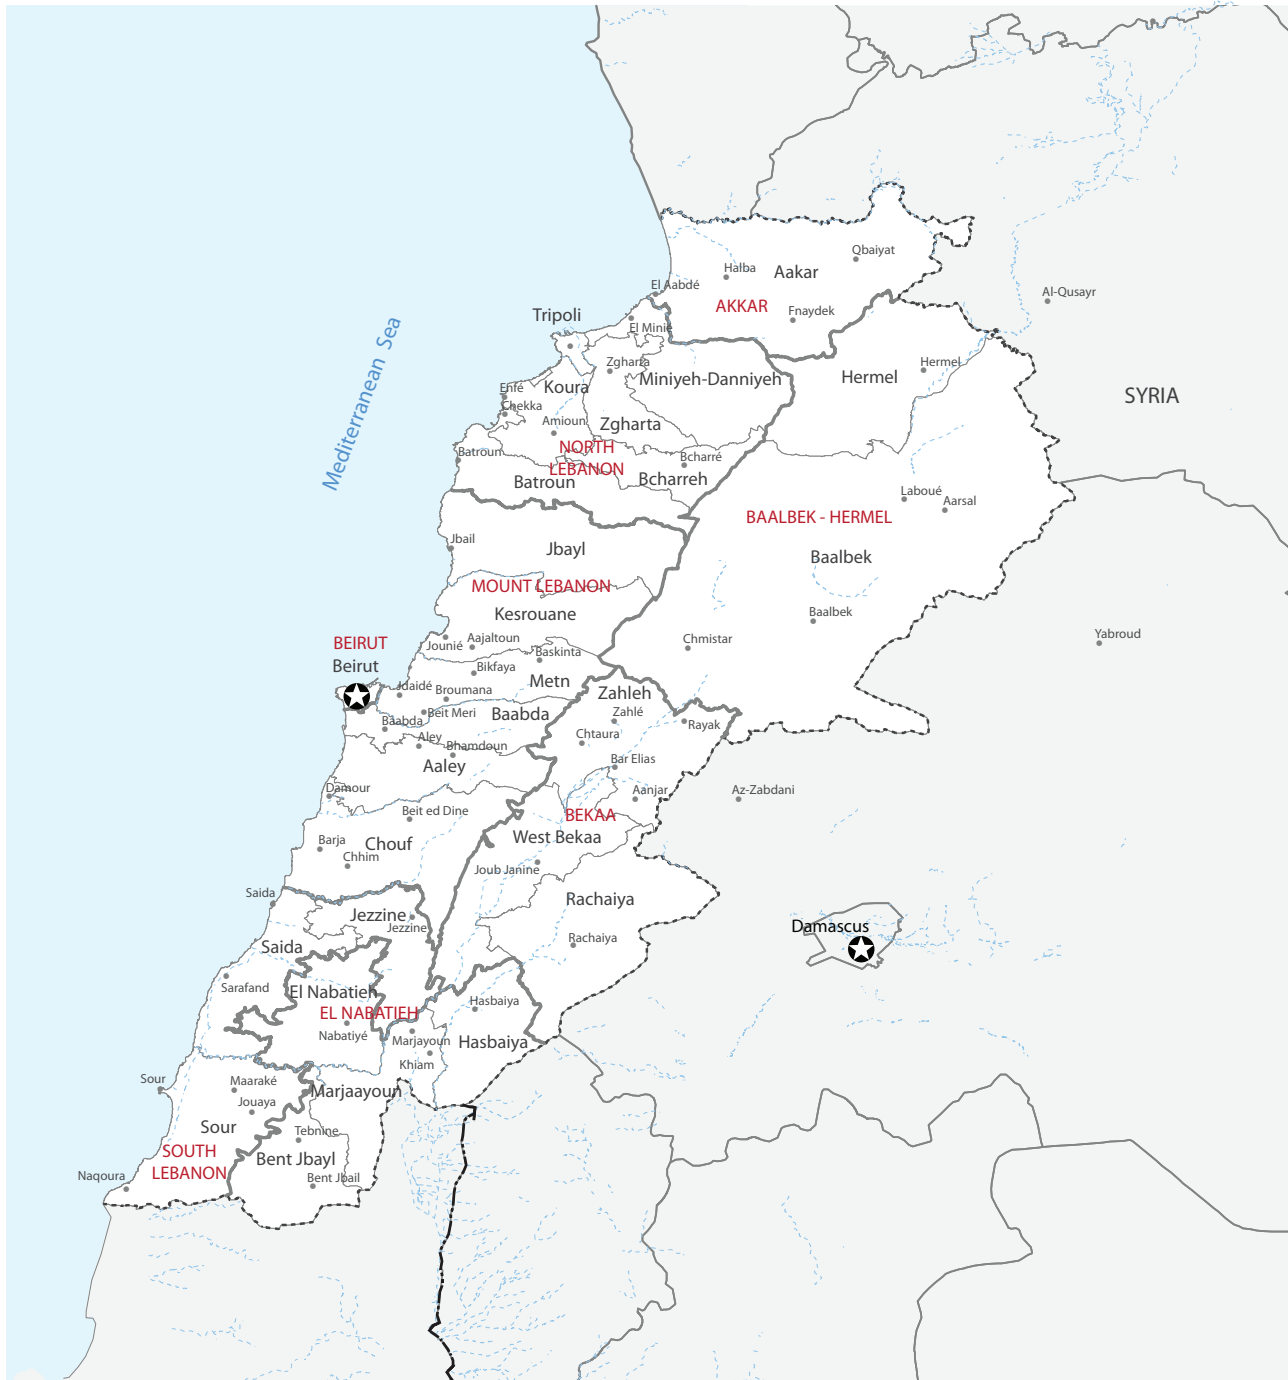 Qbaiyat
Halba
Aakar
El Aabdé
Al-Qusayr
AKKAR
Fnaydek
Tripoli
El Minié
Mediterranean Sea
Zgharta
Hermel
Miniyeh-Danniyeh
Hermel
Koura
Enfé
SYRIA
Chekka
Amioun
Zgharta
NORTH
LEBANON
Batroun
Bcharré
Batroun
Bcharreh
Laboué
Aarsal
BAALBEK - HERMEL
Jbail
Jbayl
Baalbek
MOUNT LEBANON
Kesrouane
Baalbek
Yabroud
BEIRUT
Beirut
Jounié
Aajaltoun
Chmistar
Baskinta
Bikfaya
Metn
Jdaidé
Broumana
Zahleh
Beit Meri
Baabda
Zahlé
Baabda
Rayak
Aley
Chtaura
Bhamdoun
Aaley
Bar Elias
Damour
Aanjar
Az-Zabdani
Beit ed Dine
BEKAA
Barja
Chouf
West Bekaa
Chhim
Joub Janine
Saida
Rachaiya
Jezzine
Jezzine
Damascus
Saida
Rachaiya
Sarafand
El Nabatieh
Hasbaiya
EL NABATIEH
Nabatiyé
Marjayoun
Hasbaiya
Khiam
Sour
Maaraké
Marjaayoun
Jouaya
Sour
Tebnine
SOUTH
LEBANON
Bent Jbayl
Naqoura
Bent Jbail